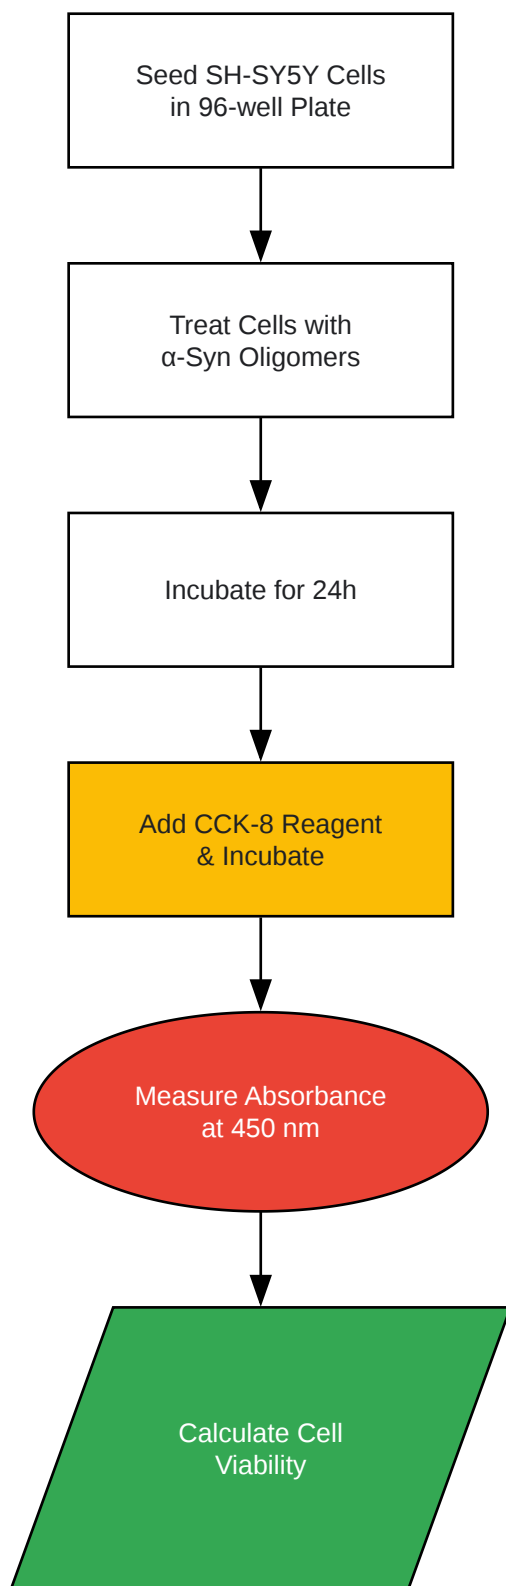 Seed SH-SY5Y Cells
in 96-well Plate
Treat Cells with
α-Syn Oligomers
Incubate for 24h
Add CCK-8 Reagent
& Incubate
Measure Absorbance
at 450 nm
Calculate Cell
Viability